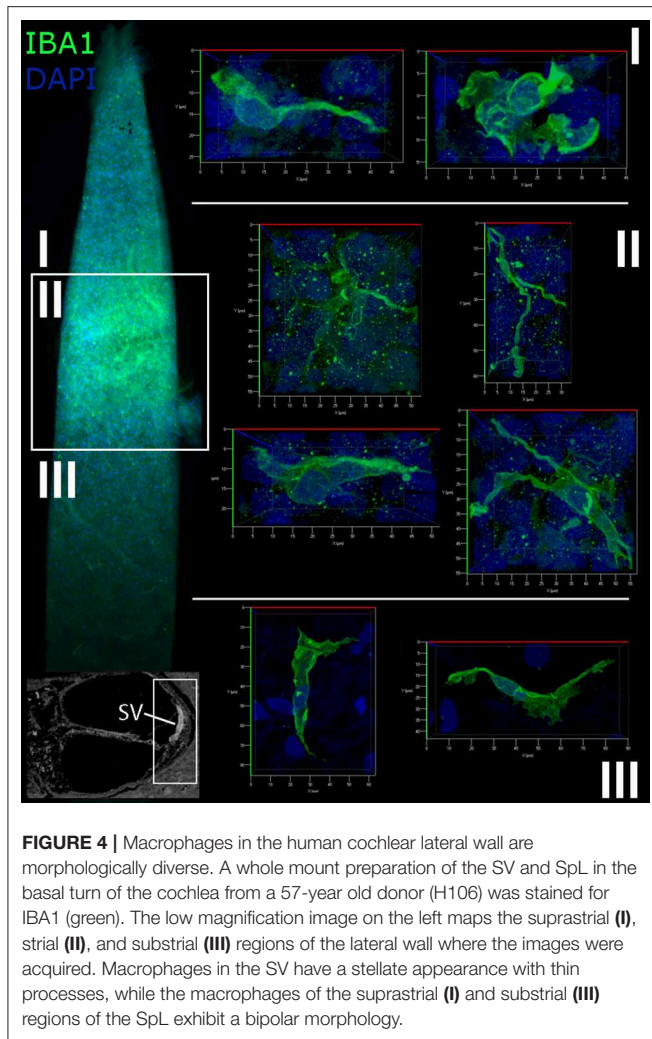 IBA1
DAPI
I
I
II
II
III
SV
III
FIGURE 4 | Macrophages in the human cochlear lateral wall are
morphologically diverse. A whole mount preparation of the SV and SpL in the
basal turn of the cochlea from a 57-year old donor (H106) was stained for
IBA1 (green). The low magnification image on the left maps the suprastrial (I),
strial (II), and substrial (III) regions of the lateral wall where the images were
acquired. Macrophages in the SV have a stellate appearance with thin
processes, while the macrophages of the suprastrial (I) and substrial (III)
regions of the SpL exhibit a bipolar morphology.